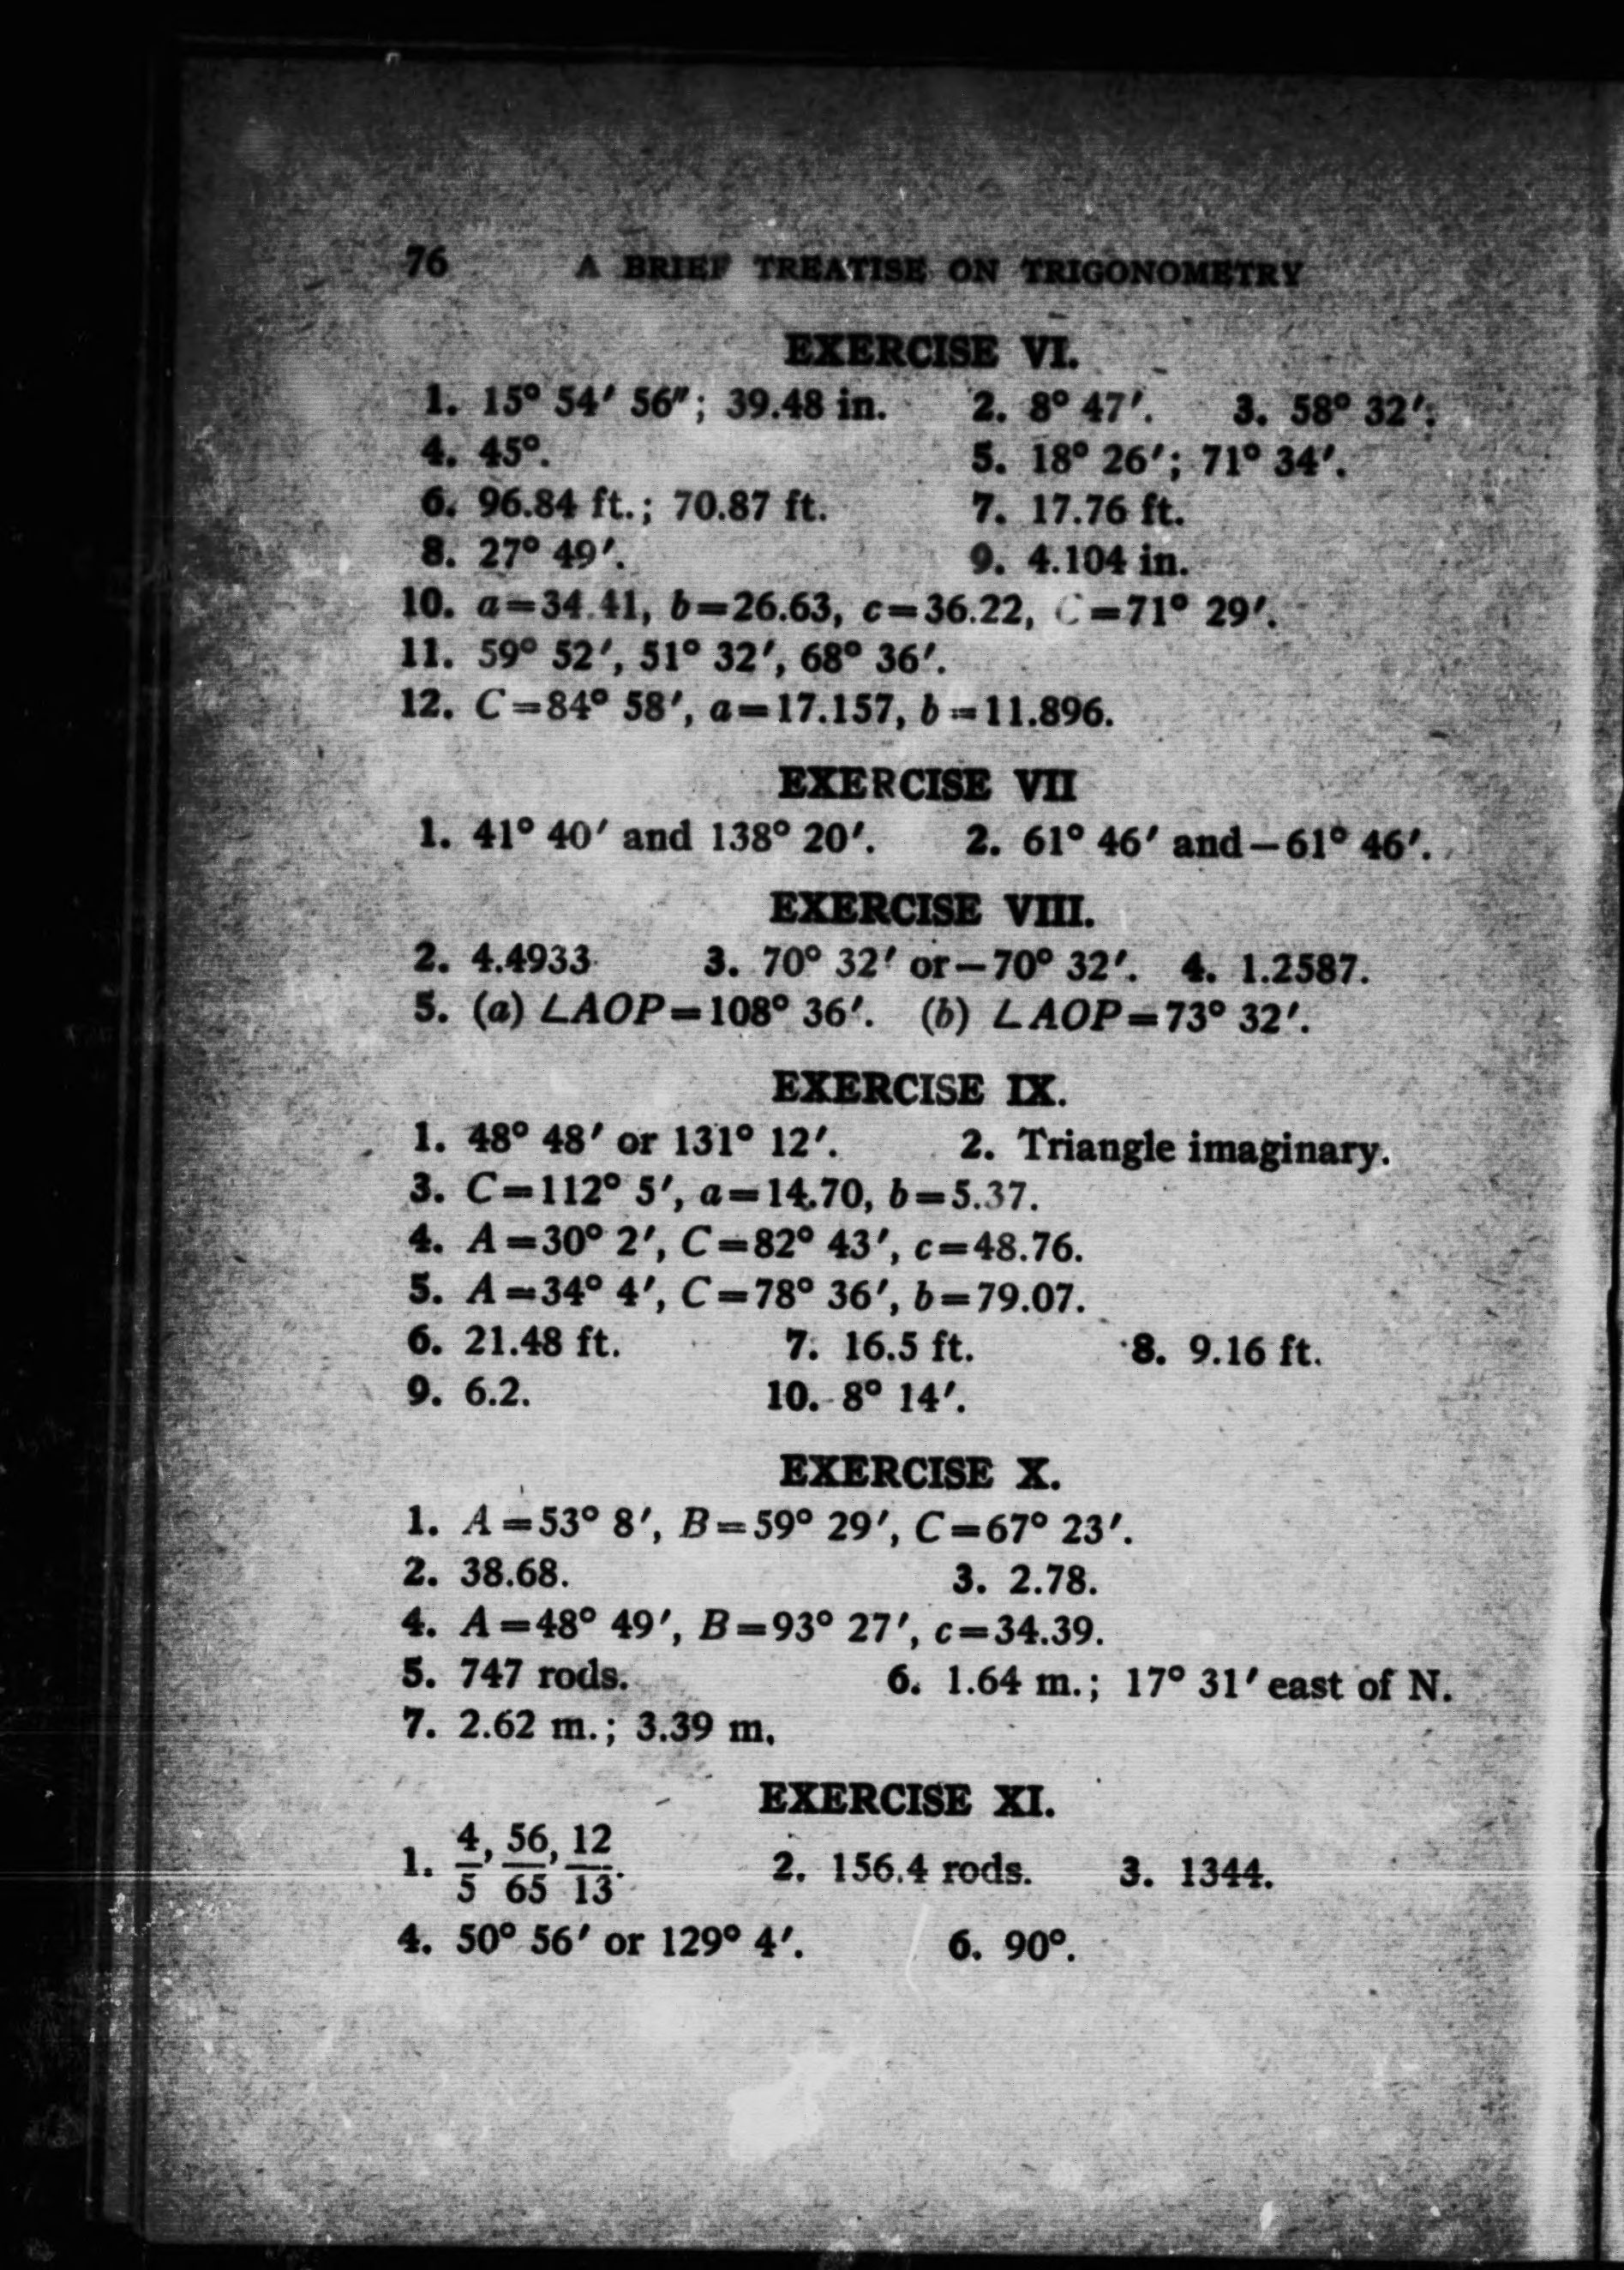 76 A BRIEF TREATISE ON TRIGONOMETRY
EXERCISE VI.
1. 15° 54′ 56″; 39.48 in. 2. 8° 47′. 3. 58° 32′.
4. 45°. 5. 18° 26′; 71° 34′.
6. 96.84 ft.; 70.87 ft. 7. 17.76 ft.
8. 27° 49′. 9. 4.104 in.
10. a=34.41, b=26.63, c=36.22, C=71° 29′.
11. 59° 52′, 51° 32′, 68° 36′.
12. C=84° 58′, a=17.157, b=11.896.
EXERCISE VII
1. 41° 40′ and 138° 20′. 2. 61° 46′ and −61° 46′.
EXERCISE VIII.
2. 4.4933 3. 70° 32′ or −70° 32′. 4. 1.2587.
5. (a) ∠AOP=108° 36′. (b) ∠AOP=73° 32′.
EXERCISE IX.
1. 48° 48′ or 131° 12′. 2. Triangle imaginary.
3. C=112° 5′, a=14.70, b=5.37.
4. A=30° 2′, C=82° 43′, c=48.76.
5. A=34° 4′, C=78° 36′, b=79.07.
6. 21.48 ft. 7. 16.5 ft. 8. 9.16 ft.
9. 6.2. 10. 8° 14′.
EXERCISE X.
1. A=53° 8′, B=59° 29′, C=67° 23′.
2. 38.68. 3. 2.78.
4. A=48° 49′, B=93° 27′, c=34.39.
5. 747 rods. 6. 1.64 m.; 17° 31′ east of N.
7. 2.62 m.; 3.39 m.
EXERCISE XI.
1. 4/5, 56/65, 12/13. 2. 156.4 rods. 3. 1344.
4. 50° 56′ or 129° 4′. 6. 90°.